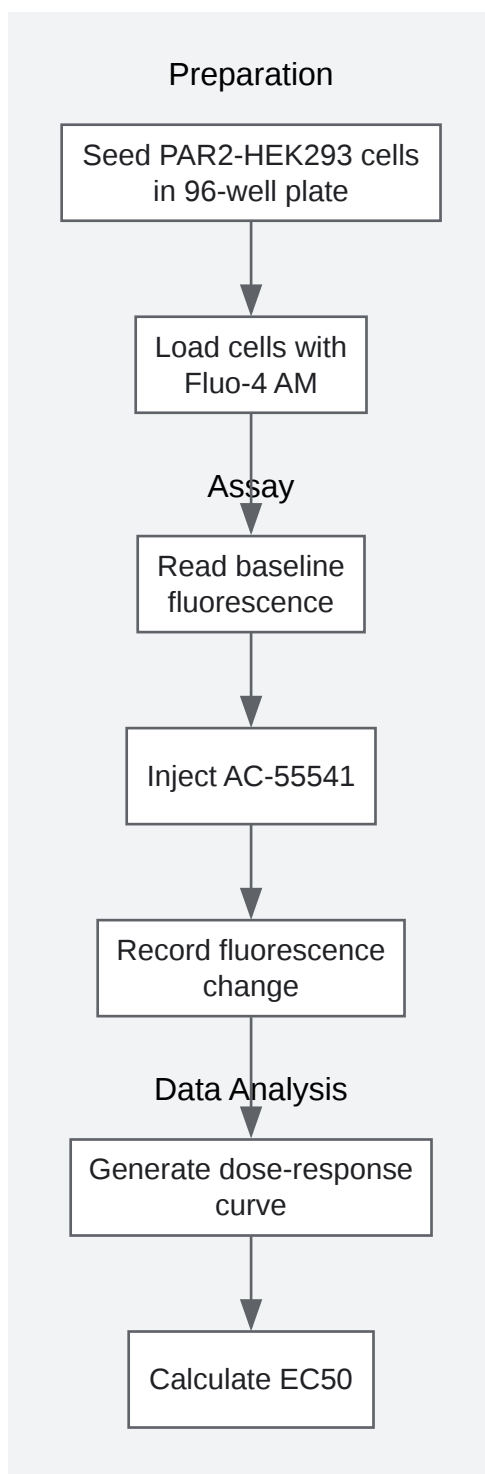 Preparation
Seed PAR2-HEK293 cells
in 96-well plate
Load cells with
Fluo-4 AM
Assay
Read baseline
fluorescence
Inject AC-55541
Record fluorescence
change
Data Analysis
Generate dose-response
curve
Calculate EC50